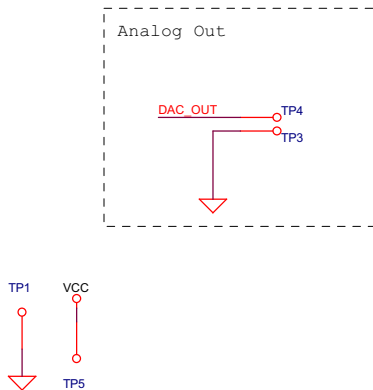 Analog Out
DAC_OUT
TP4
TP3
TP1
VCC
TP5